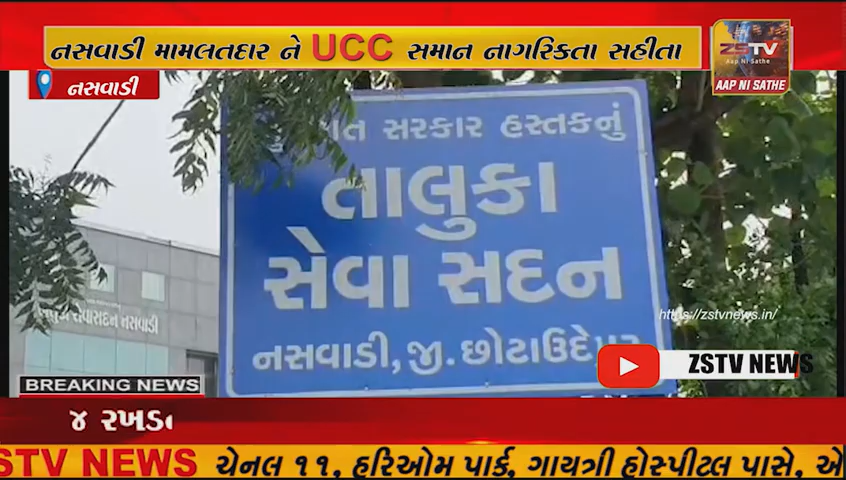 નસવાડી મામલતદાર ને UCC સમાન નાગરિકતા સહીતા
ZSTV
Aap Ni Sathe
AAP NI SATHE
નસવાડી
સરકાર હસ્તકનું
તાલુકા
સેવા સદન
નસવાડી, જી. છોટાઉદેપુર
સેવાસદન નસવાડી
https://zstvnews.in/
ZSTV NEWS
BREAKING NEWS
૪ રખડ
STV NEWS ચેનલ ૧૧, હરિઓમ પાર્ક, ગાયત્રી હોસ્પીટલ પાસે, એ